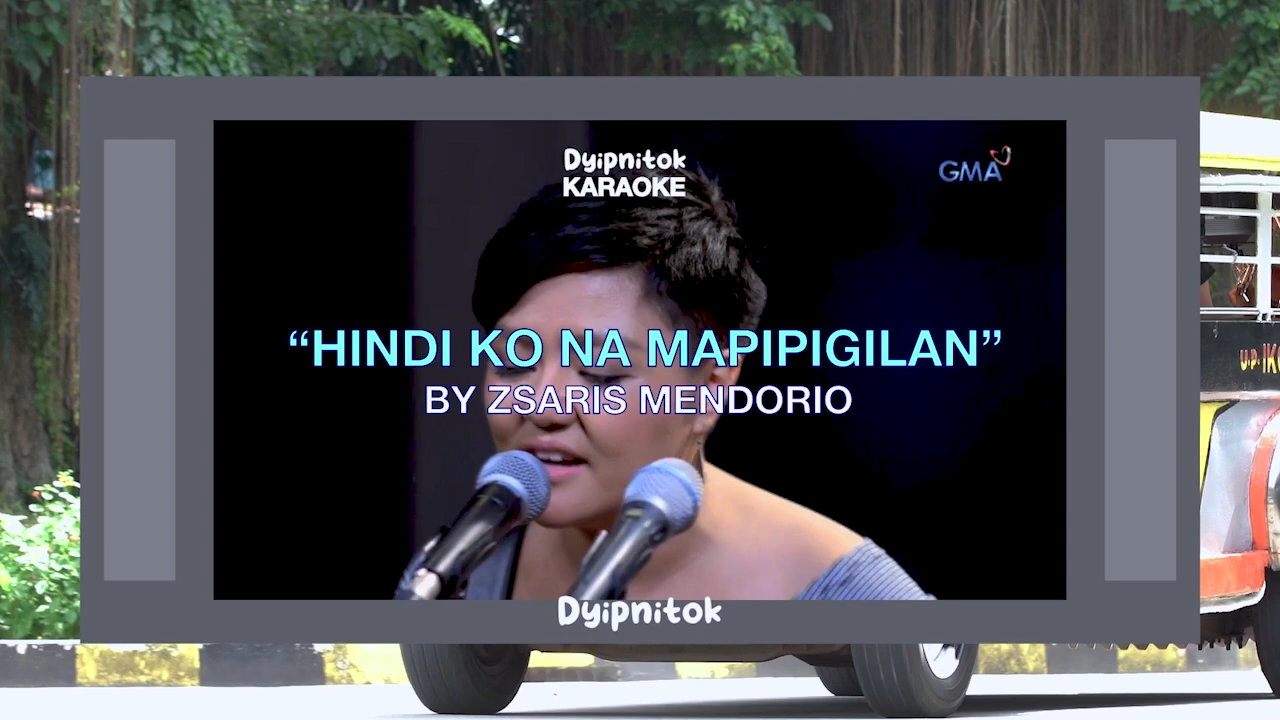 Dyipnitok
KARAOKE
GMA
“HINDI KO NA MAPIPIGILAN”
BY ZSARIS MENDORIO
Dyipnitok
U.P.